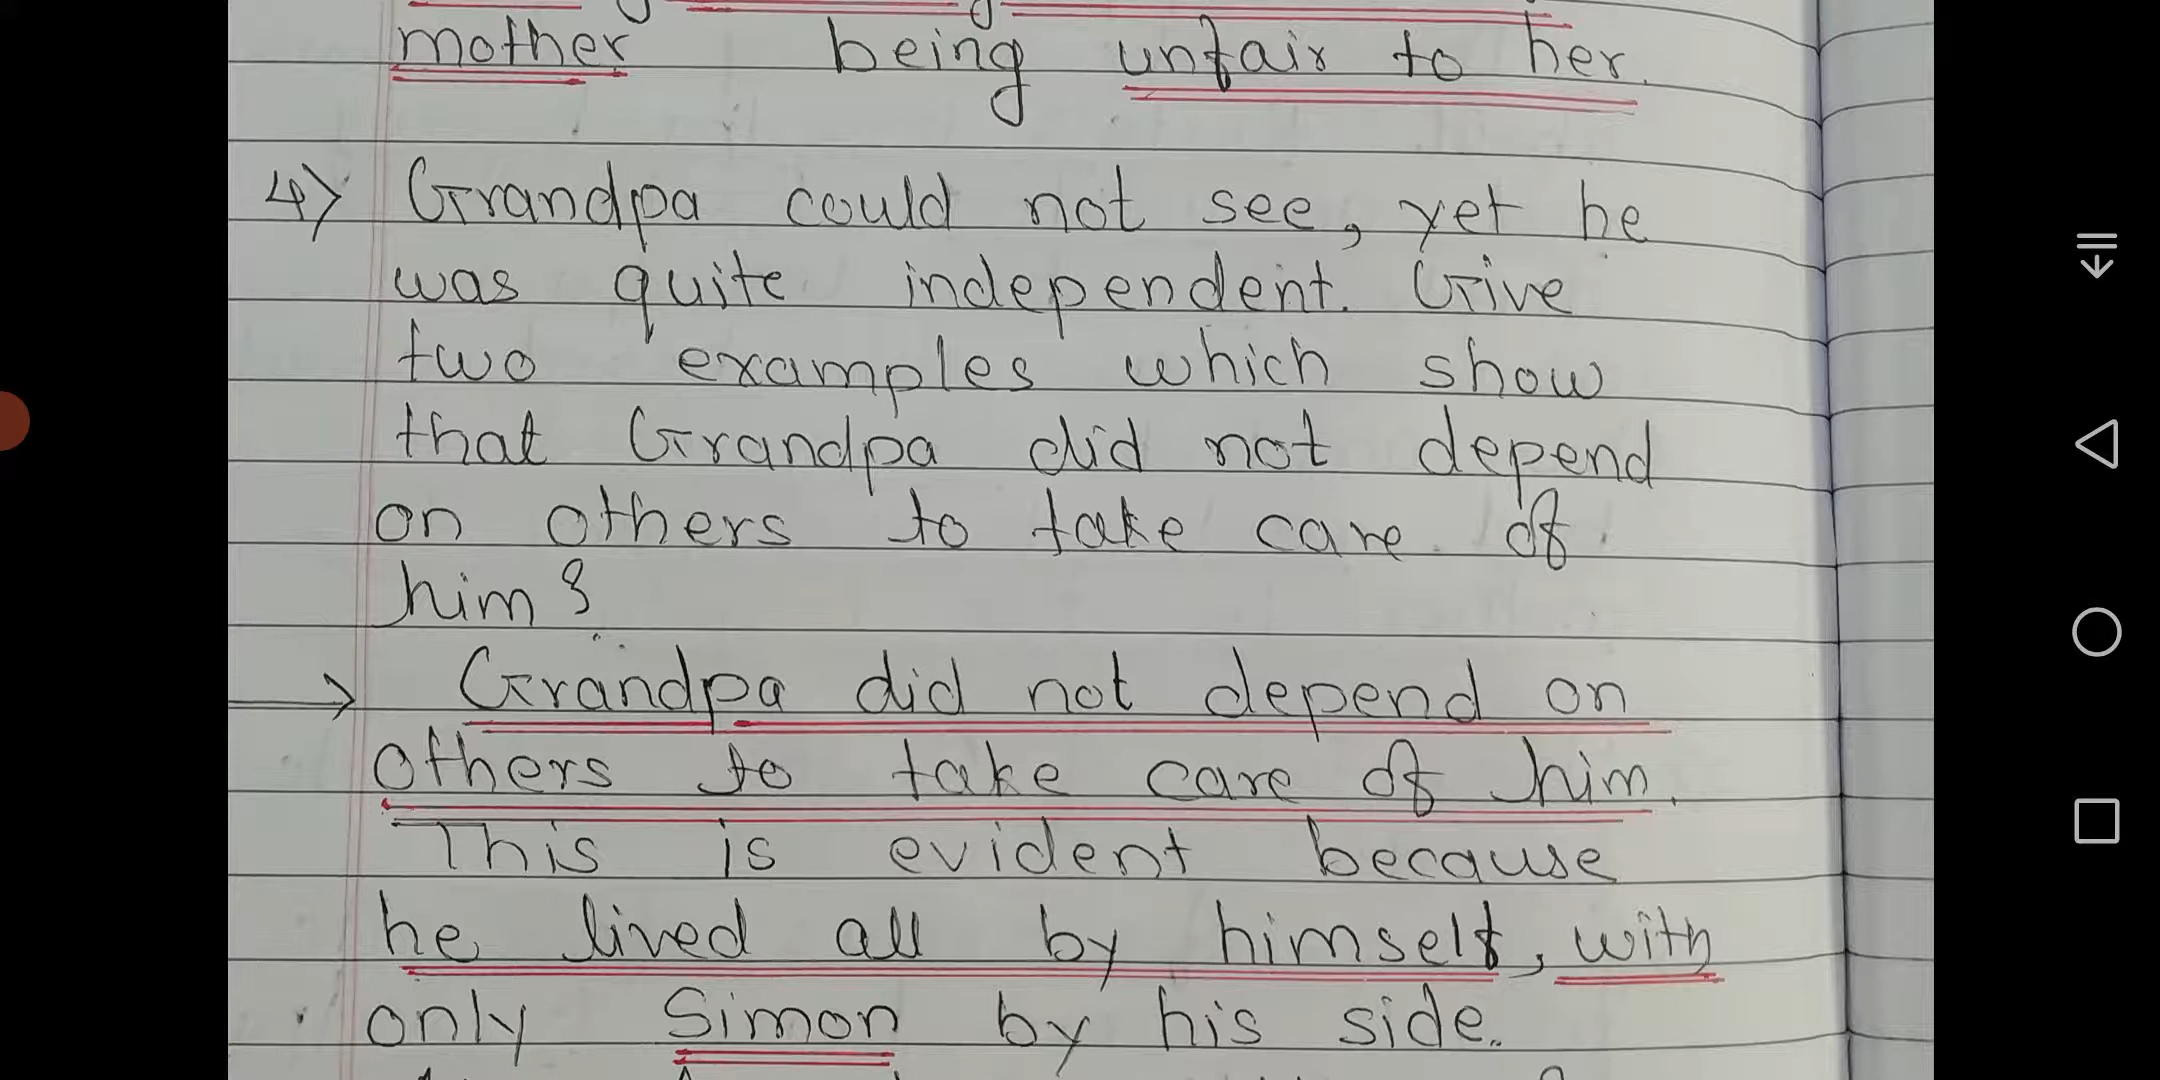 mother being unfair to her.
4) Grandpa could not see, yet he
was quite independent. Give
two examples which show
that Grandpa did not depend
on others to take care of
him?
→ Grandpa did not depend on
others to take care of him.
This is evident because
he lived all by himself, with
only Simon by his side.